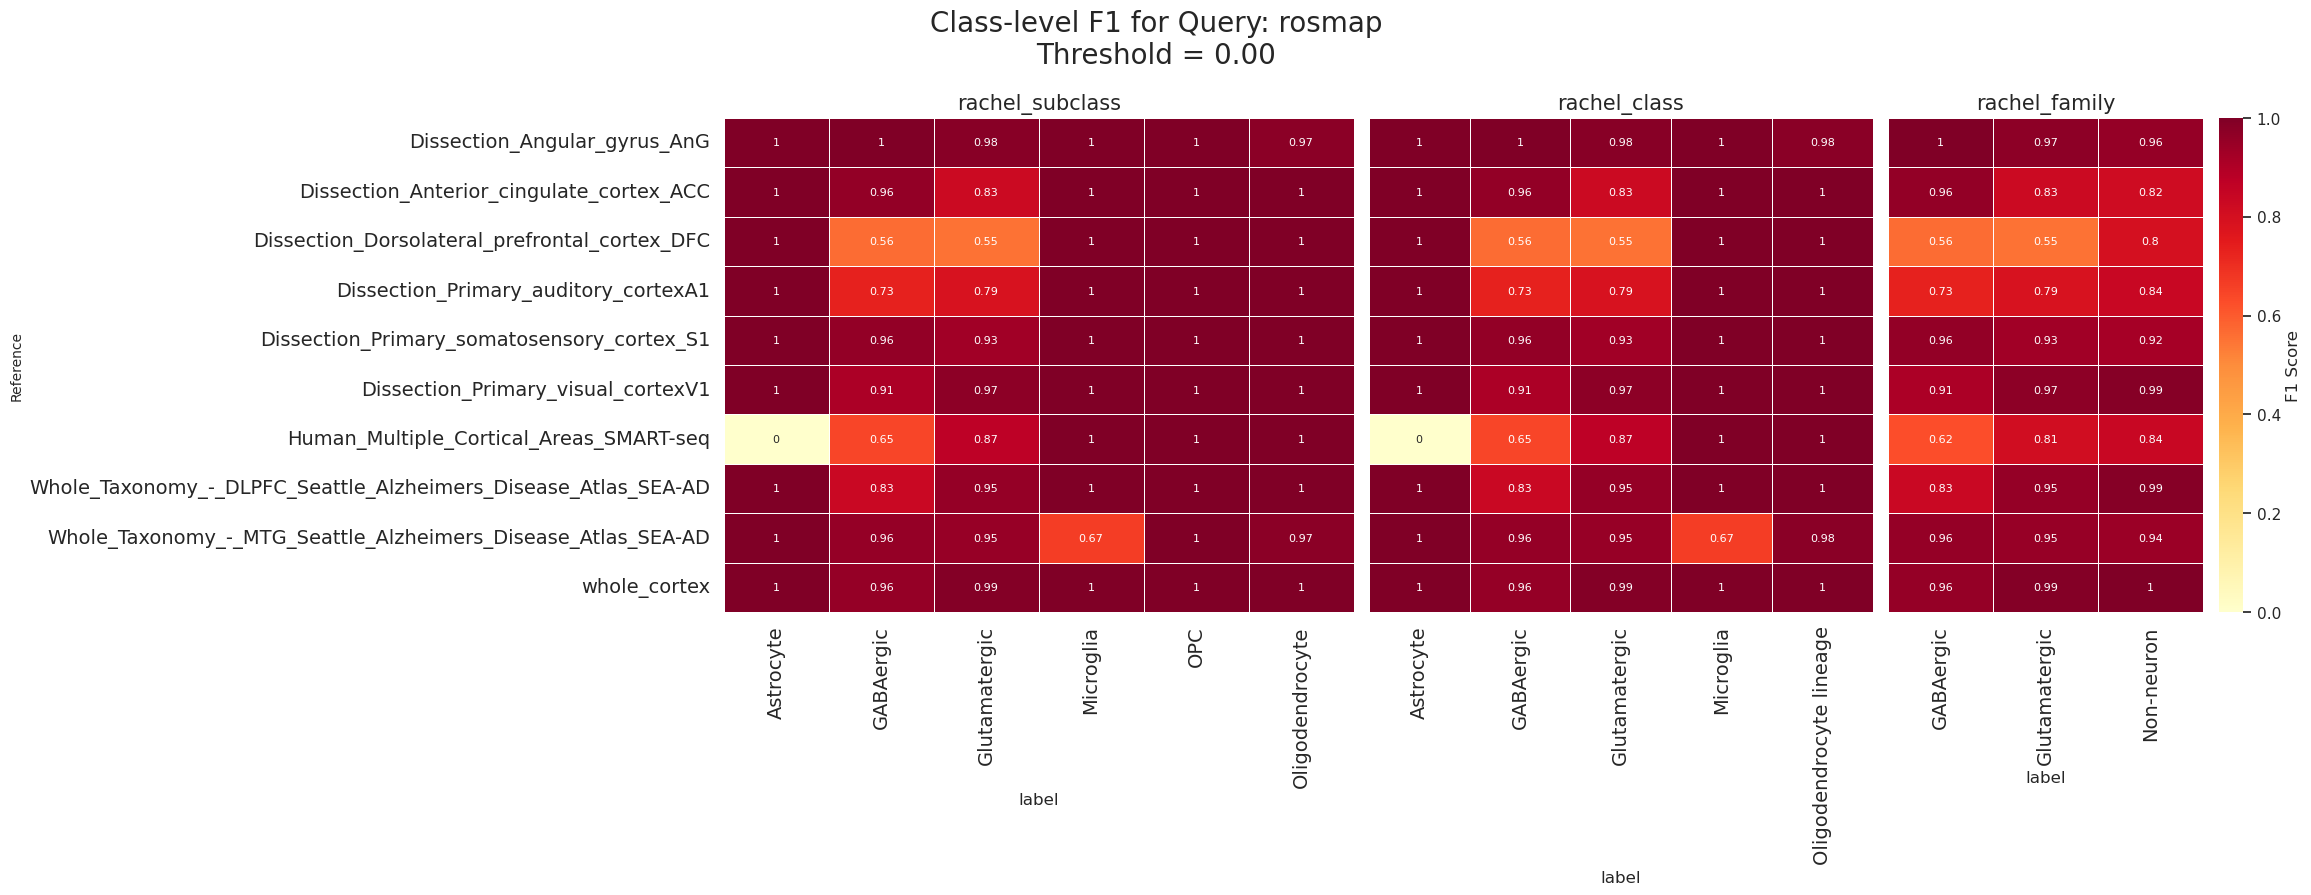 Class-level F1 for Query: rosmap
Threshold = 0.00
rachel_subclass rachel_class rachel_family
Dissection_Angular_gyrus_AnG 1 1 0.98 1 1 0.97 1 1 0.98 1 0.98 1 0.97 0.96
Dissection_Anterior_cingulate_cortex_ACC 1 0.96 0.83 1 1 1 1 0.96 0.83 1 1 0.96 0.83 0.82
Dissection_Dorsolateral_prefrontal_cortex_DFC 1 0.56 0.55 1 1 1 1 0.56 0.55 1 1 0.56 0.55 0.8
Dissection_Primary_auditory_cortexA1 1 0.73 0.79 1 1 1 1 0.73 0.79 1 1 0.73 0.79 0.84
Dissection_Primary_somatosensory_cortex_S1 1 0.96 0.93 1 1 1 1 0.96 0.93 1 1 0.96 0.93 0.92
Dissection_Primary_visual_cortexV1 1 0.91 0.97 1 1 1 1 0.91 0.97 1 1 0.91 0.97 0.99
Human_Multiple_Cortical_Areas_SMART-seq 0 0.65 0.87 1 1 1 0 0.65 0.87 1 1 0.62 0.81 0.84
Whole_Taxonomy_-_DLPFC_Seattle_Alzheimers_Disease_Atlas_SEA-AD 1 0.83 0.95 1 1 1 1 0.83 0.95 1 1 0.83 0.95 0.99
Whole_Taxonomy_-_MTG_Seattle_Alzheimers_Disease_Atlas_SEA-AD 1 0.96 0.95 0.67 1 0.97 1 0.96 0.95 0.67 0.98 0.96 0.95 0.94
whole_cortex 1 0.96 0.99 1 1 1 1 0.96 0.99 1 1 0.96 0.99 1
Reference
Astrocyte
GABAergic
Glutamatergic
Microglia
OPC
Oligodendrocyte
label
Astrocyte
GABAergic
Glutamatergic
Microglia
Oligodendrocyte lineage
label
GABAergic
Glutamatergic
Non-neuron
label
1.0
0.8
0.6
0.4
0.2
0.0
F1 Score